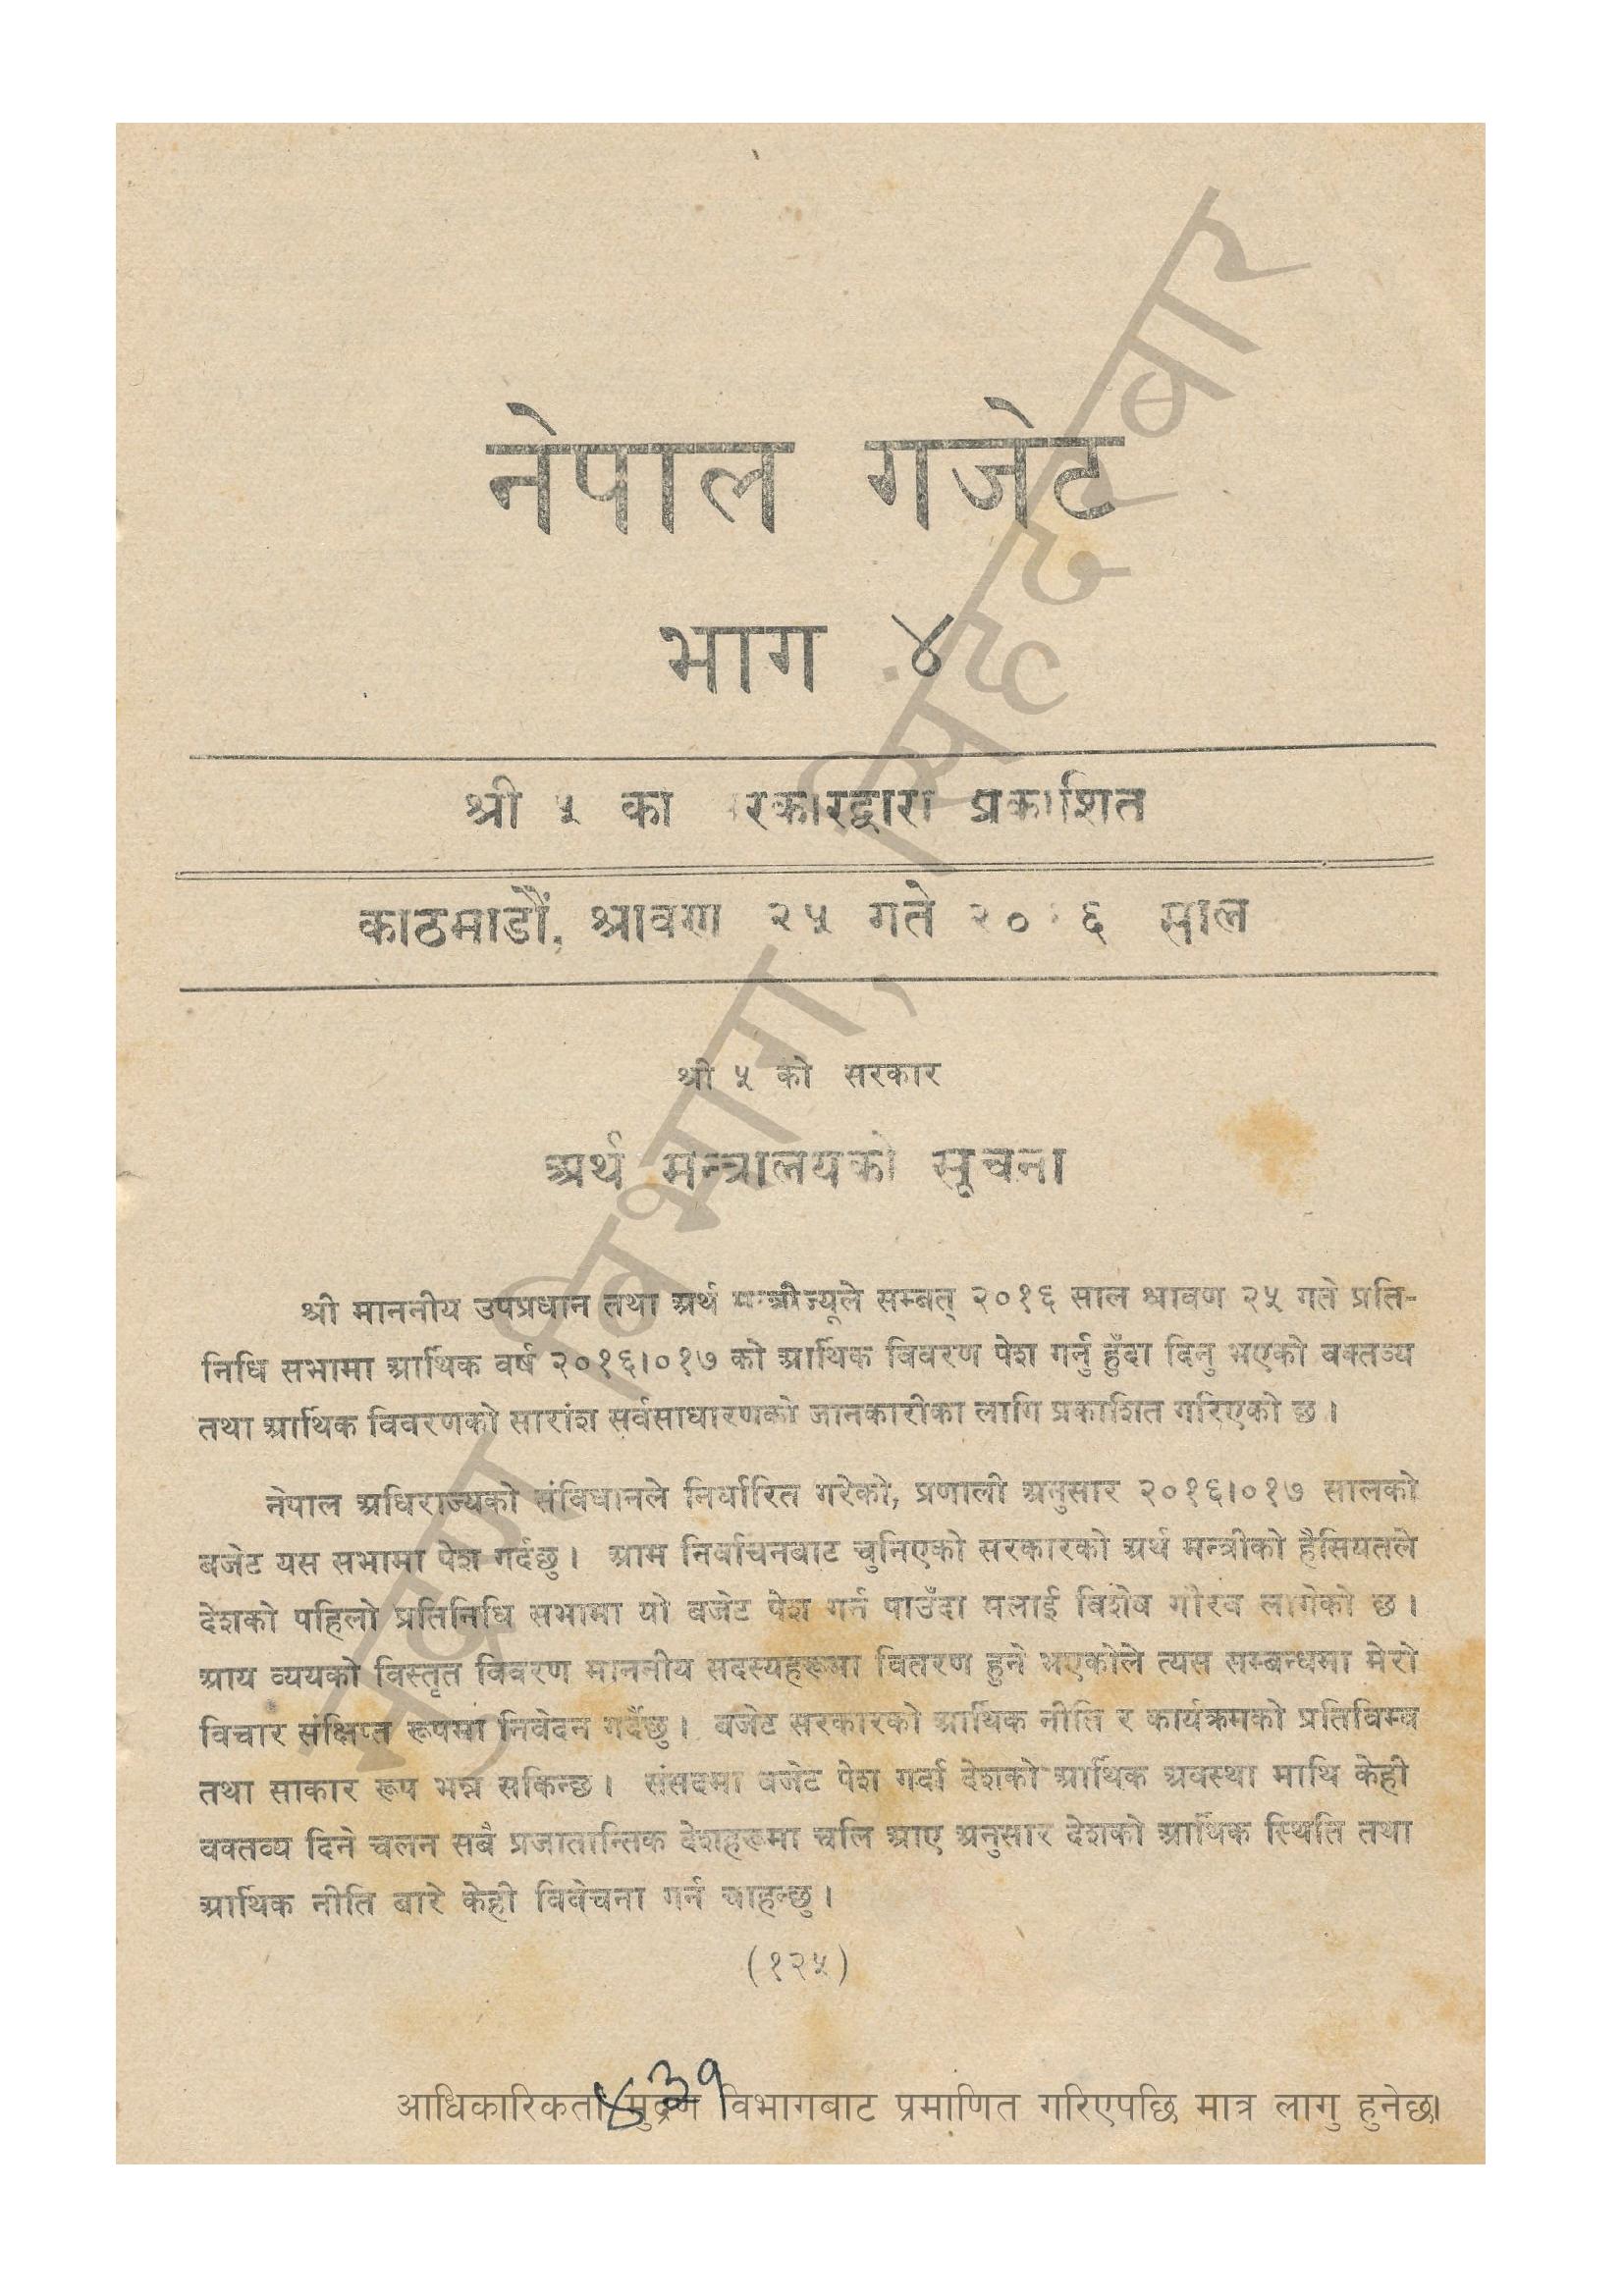 नेपाल गजेट
भाग ४
श्री ५ का रकारद्वारा प्रकाशित
काठमाडौं, श्रावण २५ गते २० ६ साल
श्री ५ को सरकार
अर्थ मन्त्रालयको सूचना
श्री माननीय उपप्रधान तथा अर्थ मन्त्रीज्यूले सम्बत् २०१६ साल श्रावण २५ गते प्रति-
निधि सभामा आर्थिक वर्ष २०१६।०१७ को आर्थिक विवरण पेश गर्नु हुँदा दिनु भएको वक्तव्य
तथा आर्थिक विवरणको सारांश सर्वसाधारणको जानकारीका लागि प्रकाशित गरिएको छ ।
नेपाल अधिराज्यको संविधानले निर्धारित गरेको, प्रणाली अनुसार २०१६।०१७ सालको
बजेट यस सभामा पेश गर्दछु । आम निर्वाचनबाट चुनिएको सरकारको अर्थ मन्त्रीको हैसियतले
देशको पहिलो प्रतिनिधि सभामा यो बजेट पेश गर्न पाउँदा मलाई विशेष गौरव लागेको छ ।
आय व्ययको विस्तृत विवरण माननीय सदस्यहरूमा वितरण हुने भएकोले त्यस सम्बन्धमा मेरो
विचार संक्षिप्त रूपमा निवेदन गर्दैछु । बजेट सरकारको आर्थिक नीति र कार्यक्रमको प्रतिविम्व
तथा साकार रूप भन्न सकिन्छ । संसदमा बजेट पेश गर्दा देशको आर्थिक अवस्था माथि केही
वक्तव्य दिने चलन सबै प्रजातान्तिक देशहरूमा चलि आए अनुसार देशको आर्थिक स्थिति तथा
आर्थिक नीति बारे केही विवेचना गर्न चाहन्छु ।
(१२५)
४३१
आधिकारिकता मुद्रण विभागबाट प्रमाणित गरिएपछि मात्र लागु हुनेछ।
मुद्रण विभाग, सिंहदरबार